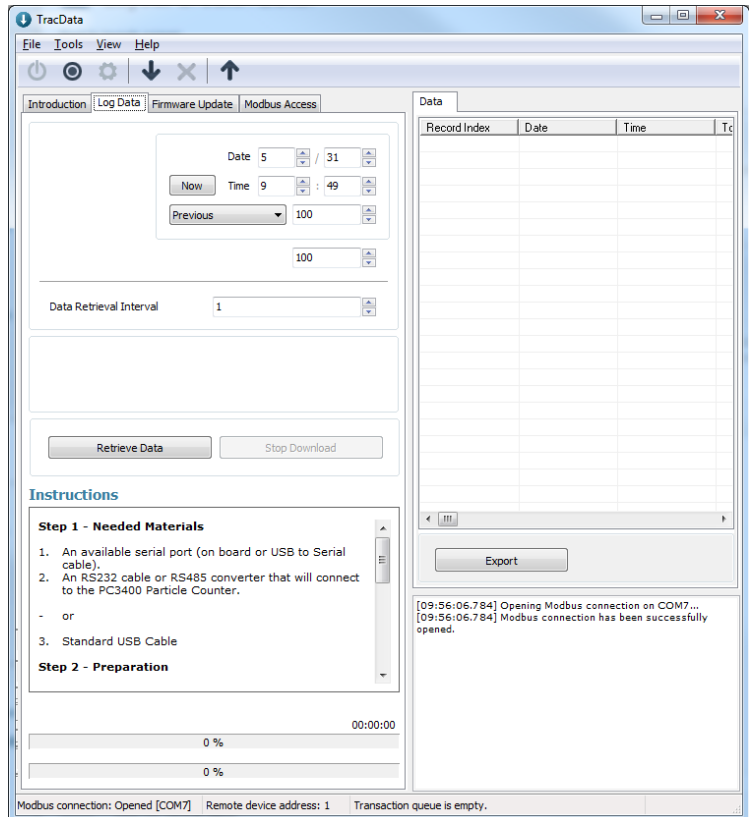 TracData
File Tools View Help
Introduction Log Data Firmware Update Modbus Access
Date 5 / 31
Now Time 9 : 49
Previous 100
100
Data Retrieval Interval 1
Retrieve Data Stop Download
Instructions
Step 1 - Needed Materials
1. An available serial port (on board or USB to Serial
cable).
2. An RS232 cable or RS485 converter that will connect
to the PC3400 Particle Counter.
- or
3. Standard USB Cable
Step 2 - Preparation
00:00:00
0 %
0 %
Data
Record Index Date Time
Export
[09:56:06.784] Opening Modbus connection on COM7...
[09:56:06.784] Modbus connection has been successfully
opened.
Modbus connection: Opened [COM7] Remote device address: 1 Transaction queue is empty.